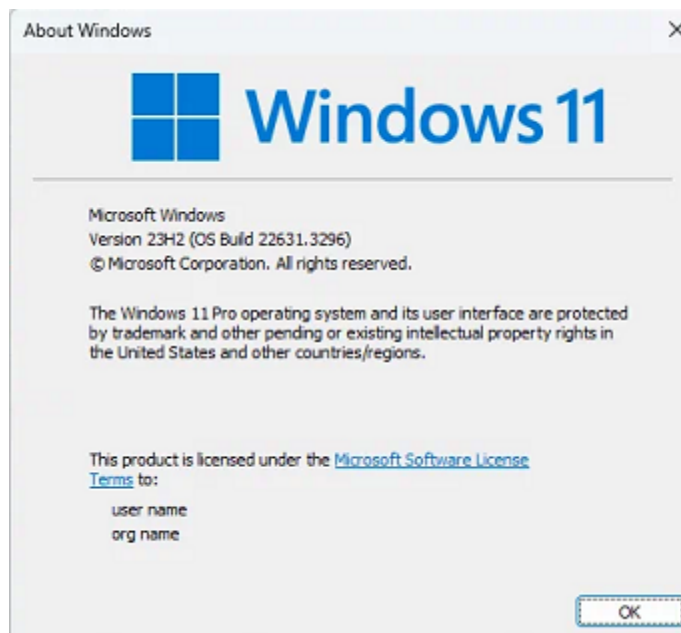 About Windows
Windows 11
Microsoft Windows
Version 23H2 (OS Build 22631.3296)
© Microsoft Corporation. All rights reserved.
The Windows 11 Pro operating system and its user interface are protected
by trademark and other pending or existing intellectual property rights in
the United States and other countries/regions.
This product is licensed under the Microsoft Software License
Terms to:
user name
org name
OK